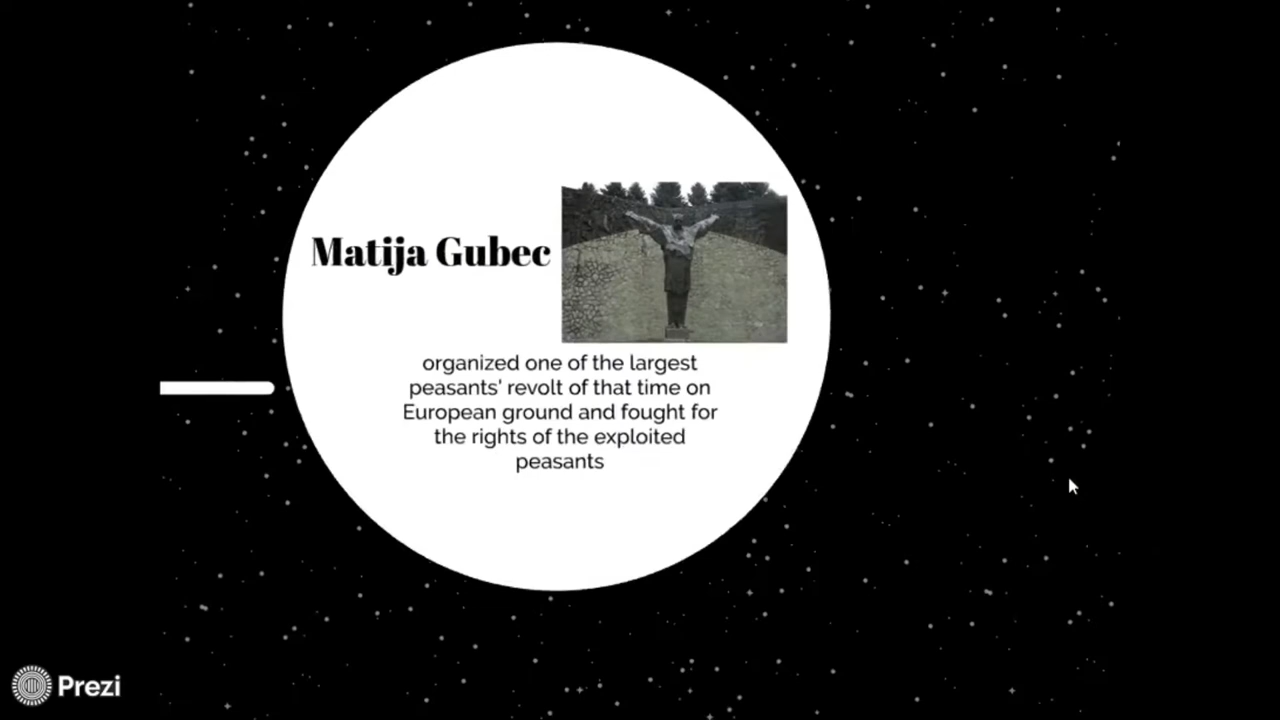 Matija Gubec
organized one of the largest
peasants' revolt of that time on
European ground and fought for
the rights of the exploited
peasants
Prezi